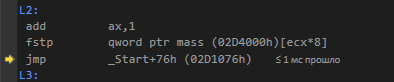 L2:
add ax,1
fstp qword ptr mass (02D4000h)[ecx*8]
jmp _Start+76h (02D1076h) ≤1 мс прошло
L3: